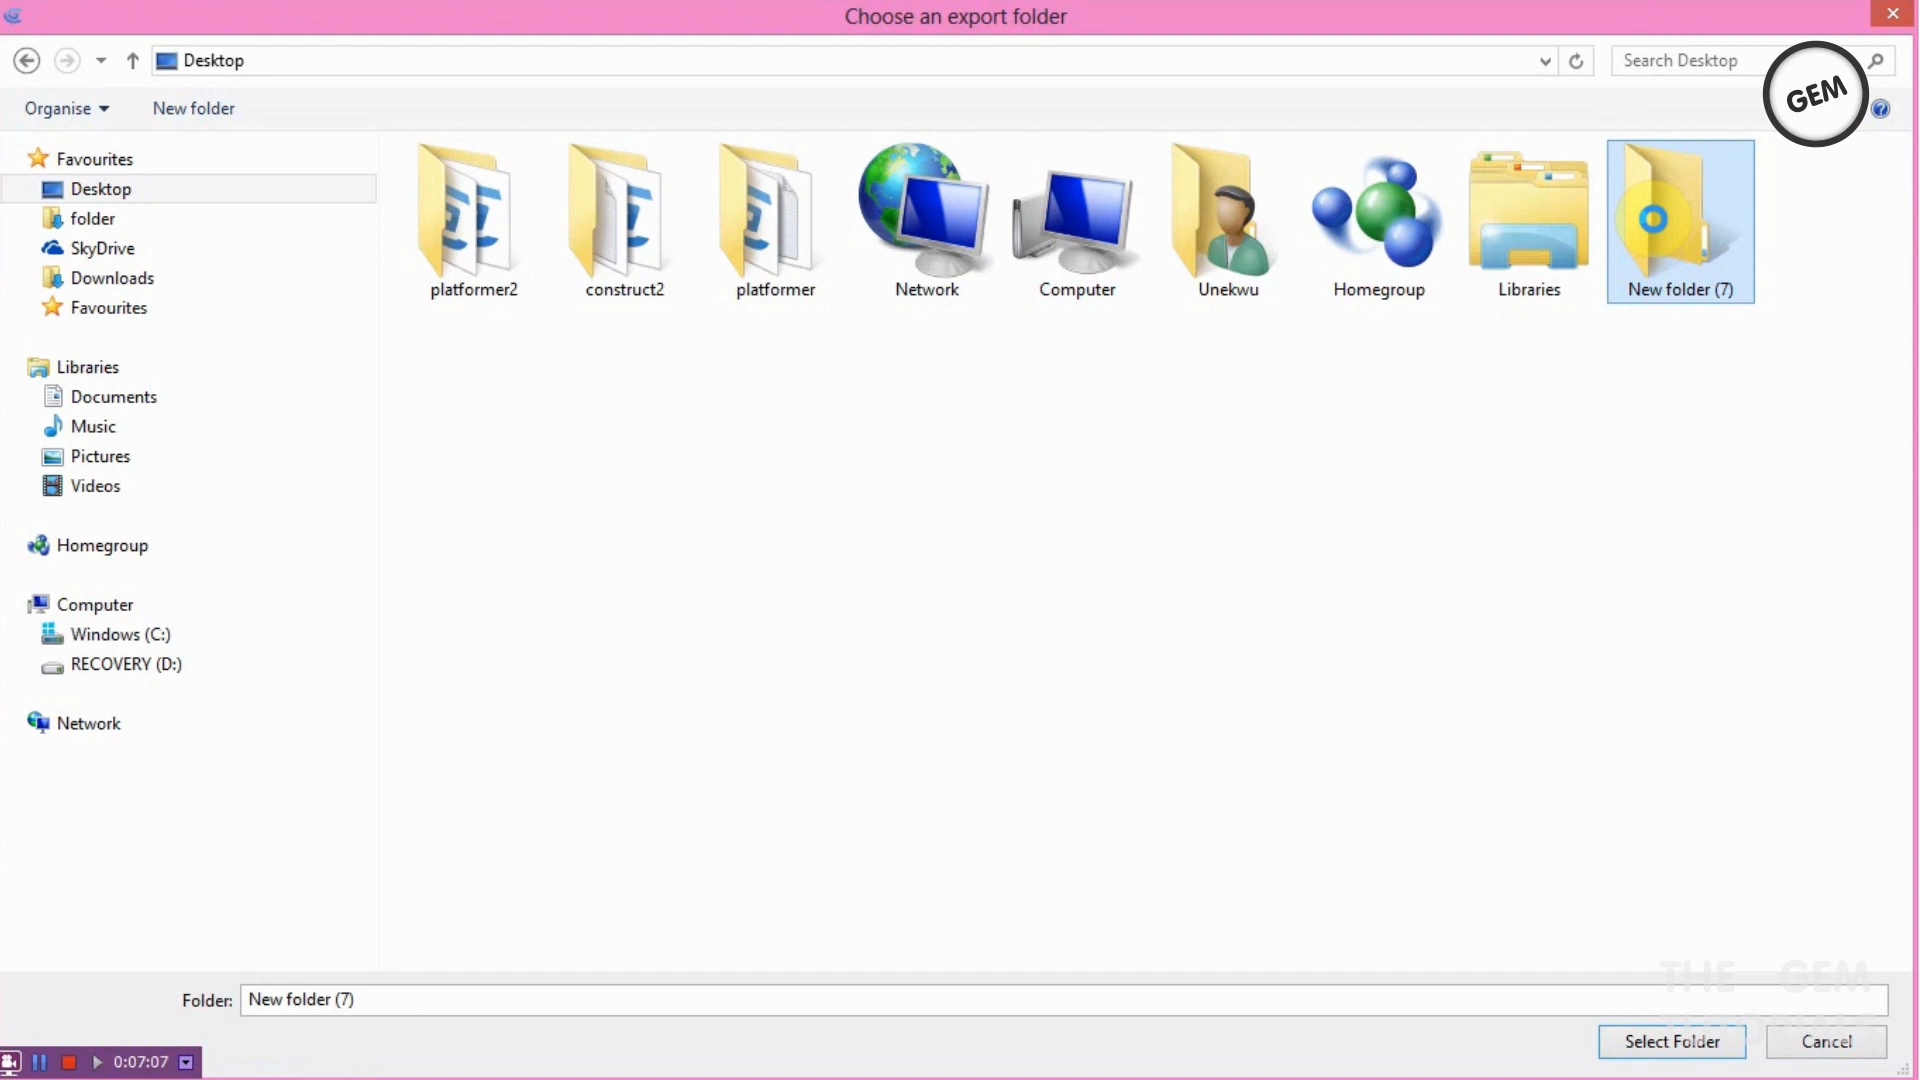 Choose an export folder
Desktop
Search Desktop
GEM
Organise
New folder
Favourites
Desktop
folder
SkyDrive
Downloads
Favourites
Libraries
Documents
Music
Pictures
Videos
Homegroup
Computer
Windows (C:)
RECOVERY (D:)
Network
platformer2
construct2
platformer
Network
Computer
Unekwu
Homegroup
Libraries
New folder (7)
THE GEM
Folder:
New folder (7)
Select Folder
Cancel
0:07:07